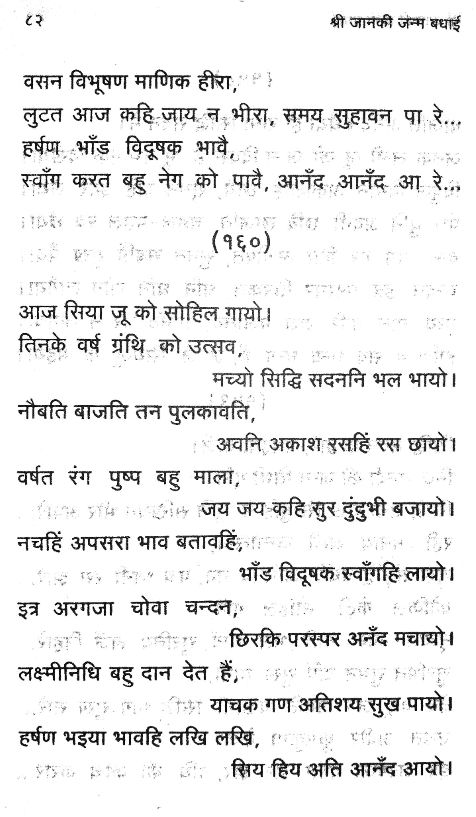 ८२ श्री जानकी जन्म बधाई
वसन विभूषण माणिक हीरा,
लुटत आज कहि जाय न भीरा, समय सुहावन पा रे...
हर्षण भाँड विदूषक भावै,
स्वाँग करत बहु नेग को पावै, आनँद आनँद आ रे...
(१६०)
आज सिया जू को सोहिल गायो।
तिनके वर्ष ग्रंथि को उत्सव,
मच्यो सिद्धि सदननि भल भायो।
नौबति बाजति तन पुलकावति,
अवनि अकाश रसहिं रस छायो।
वर्षत रंग पुष्प बहु माला,
जय जय कहि सुर दुंदुभी बजायो।
नचहिं अपसरा भाव बतावहिं,
भाँड विदूषक स्वाँगहि लायो।
इत्र अरगजा चोवा चन्दन,
छिरकि परस्पर अनँद मचायो।
लक्ष्मीनिधि बहु दान देत हैं,
याचक गण अतिशय सुख पायो।
हर्षण भइया भावहि लखि लखि,
सिय हिय अति आनँद आयो।